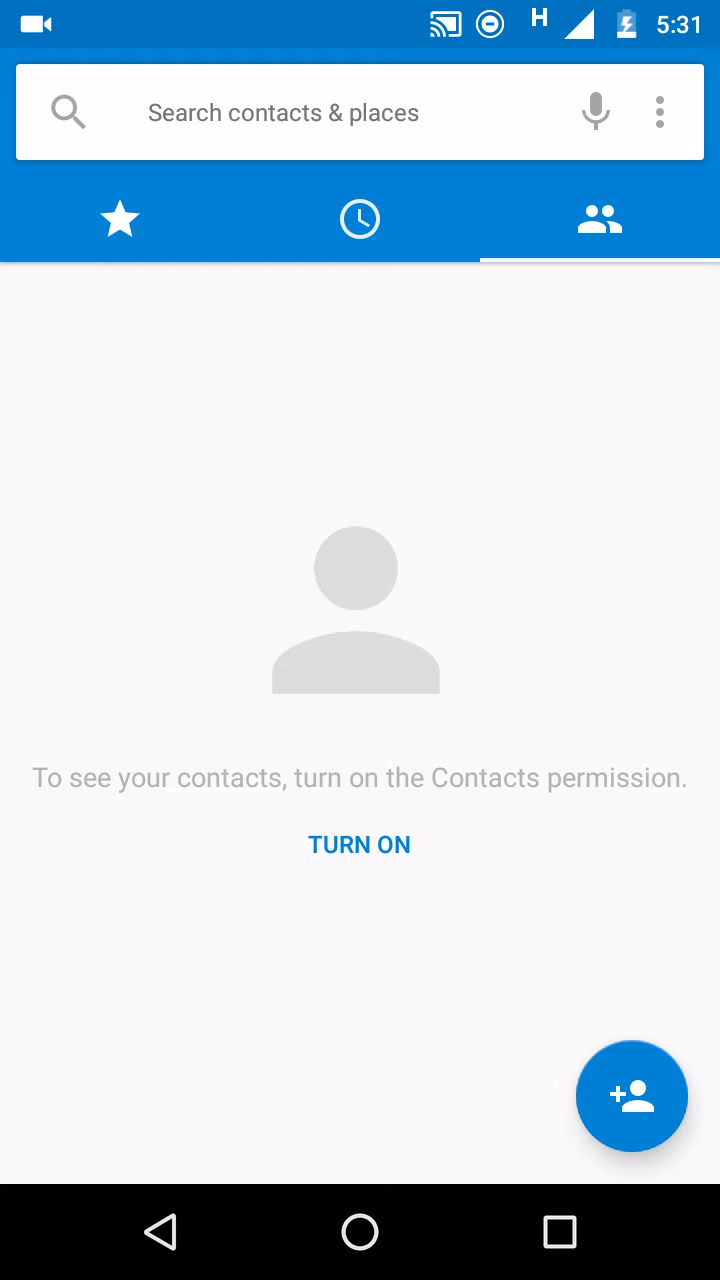 H 5:31
Search contacts & places
To see your contacts, turn on the Contacts permission.
TURN ON